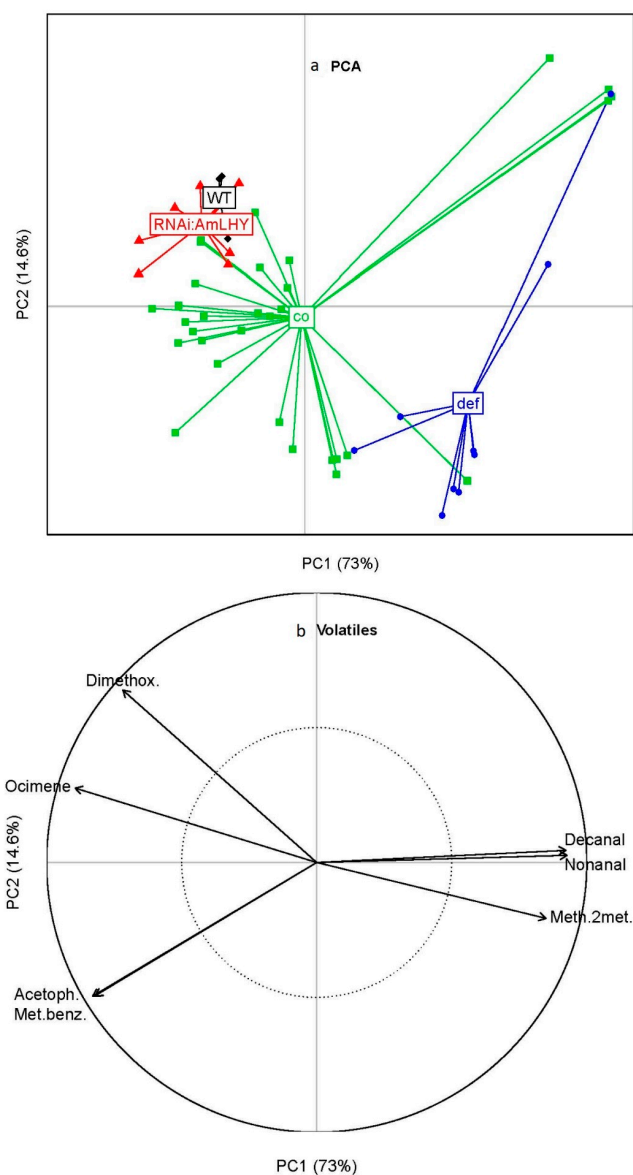 a PCA
WT
RNAi:AmLHY
co
def
PC2 (14.6%)
PC1 (73%)
b Volatiles
Dimethox.
Ocimene
Decanal
Nonanal
Meth.2met.
Acetoph.
Met.benz.
PC2 (14.6%)
PC1 (73%)